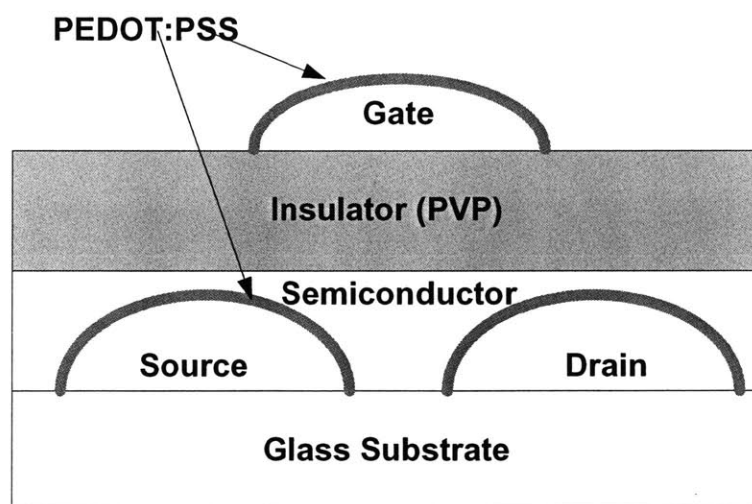 PEDOT:PSS
Gate
Insulator (PVP)
Semiconductor
Source
Drain
Glass Substrate